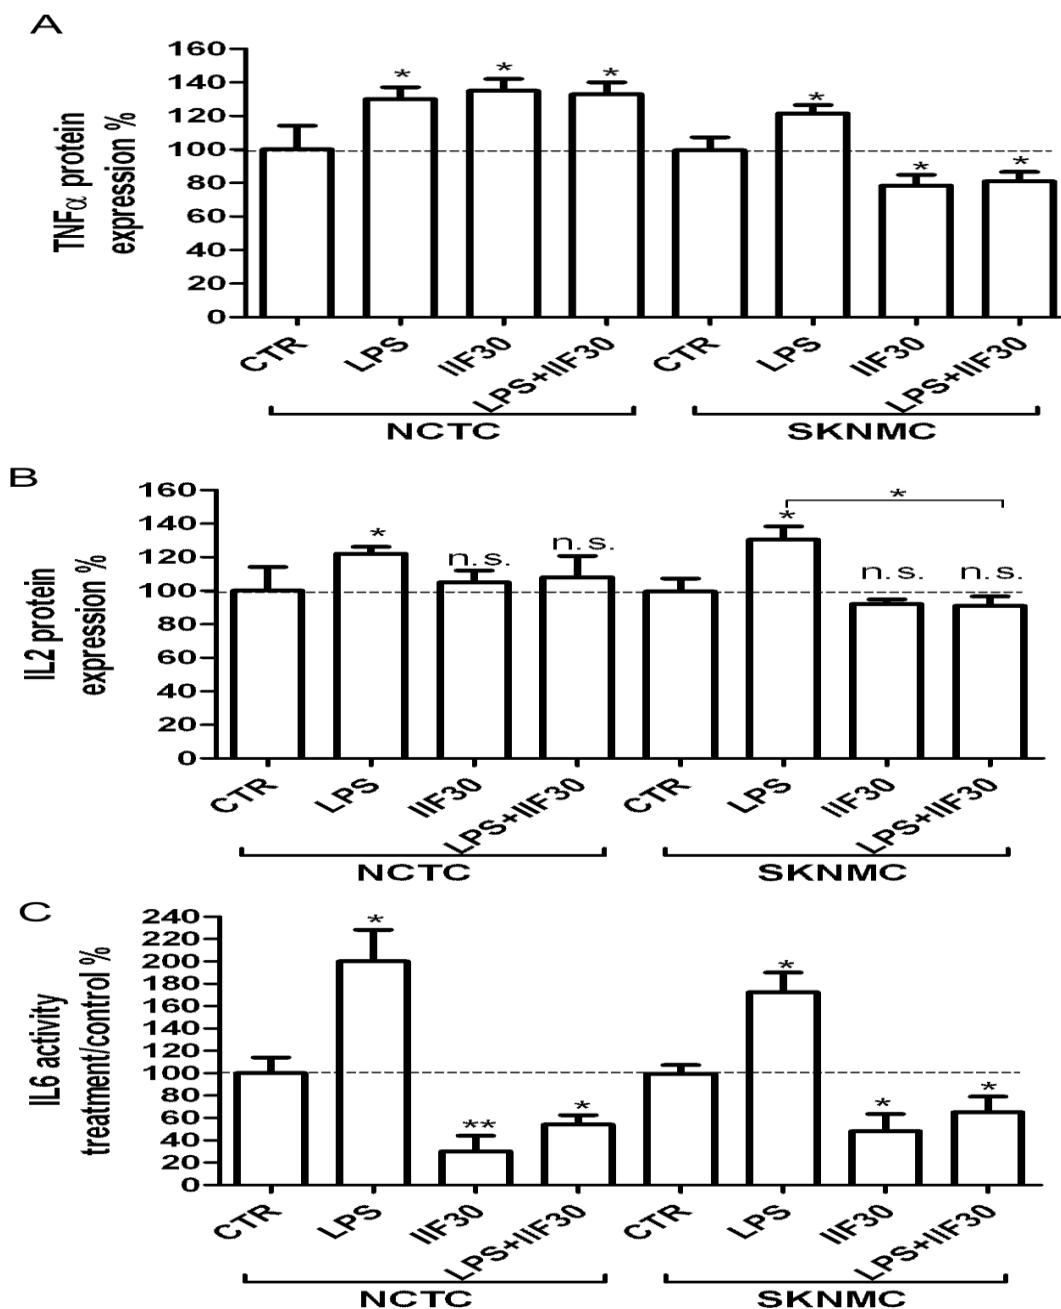 A
TNFα protein
expression %
160
140
120
100
80
60
40
20
0
* * * * * *
CTR LPS IIF30 LPS+IIF30 CTR LPS IIF30 LPS+IIF30
NCTC SKNMC
B
IL2 protein
expression %
160
140
120
100
80
60
40
20
0
* n.s. n.s. * n.s. n.s. *
CTR LPS IIF30 LPS+IIF30 CTR LPS IIF30 LPS+IIF30
NCTC SKNMC
C
IL6 activity
treatment/control %
240
220
200
180
160
140
120
100
80
60
40
20
0
* ** * * * *
CTR LPS IIF30 LPS+IIF30 CTR LPS IIF30 LPS+IIF30
NCTC SKNMC